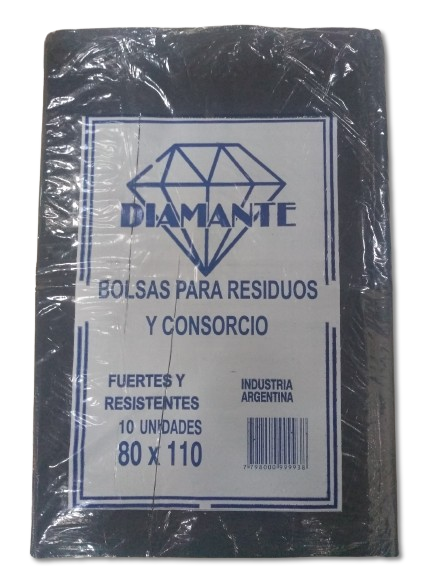 DIAMANTE
BOLSAS PARA RESIDUOS
Y CONSORCIO
FUERTES Y
RESISTENTES
10 UNIDADES
80 x 110
INDUSTRIA
ARGENTINA